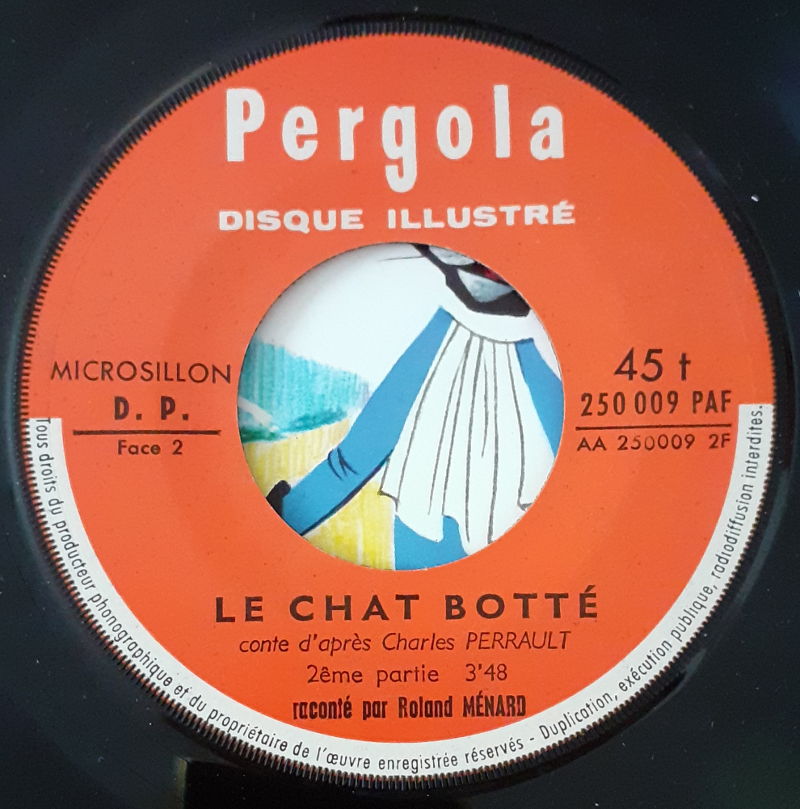 Pergola
DISQUE ILLUSTRÉ
MICROSILLON
D. P.
Face 2
45 t
250 009 PAF
AA 250009 2F
LE CHAT BOTTÉ
conte d'après Charles PERRAULT
2ême partie 3'48
raconté par Roland MÉNARD
Tous droits du producteur phonographique et du propriétaire de l'œuvre enregistrée réservés - Duplication, exécution publique, radiodiffusion interdites.